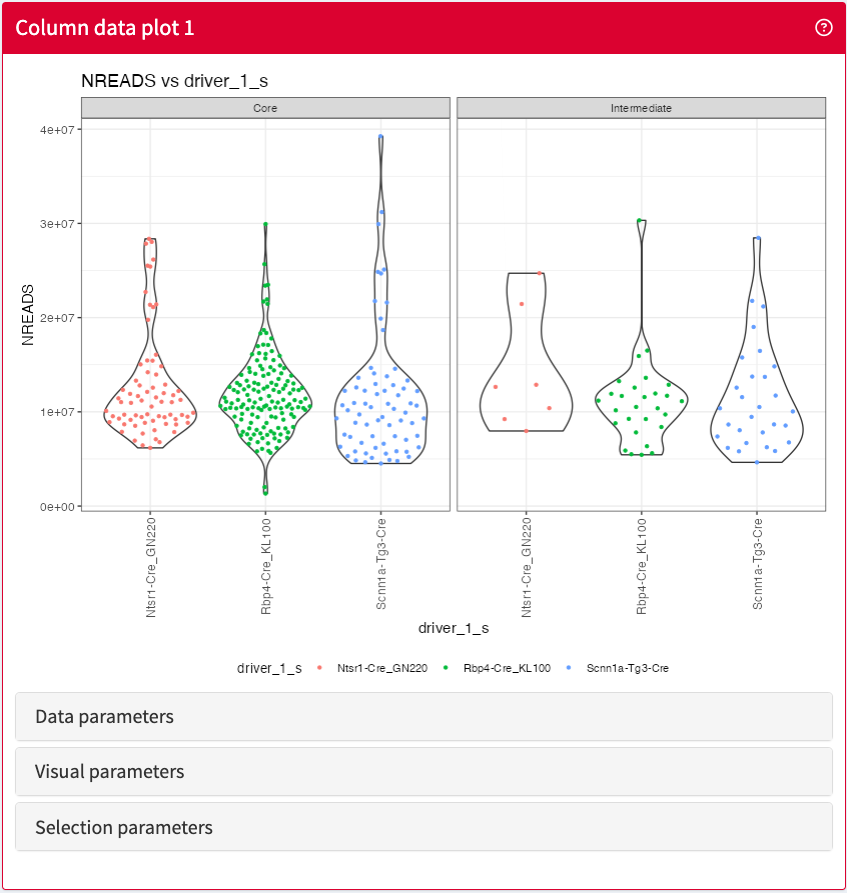 Column data plot 1
?
NREADS vs driver_1_s
Core
Intermediate
4e+07
3e+07
2e+07
1e+07
0e+00
NREADS
Ntsr1-Cre_GN220
Rbp4-Cre_KL100
Scnn1a-Tg3-Cre
Ntsr1-Cre_GN220
Rbp4-Cre_KL100
Scnn1a-Tg3-Cre
driver_1_s
driver_1_s Ntsr1-Cre_GN220 Rbp4-Cre_KL100 Scnn1a-Tg3-Cre
Data parameters
Visual parameters
Selection parameters